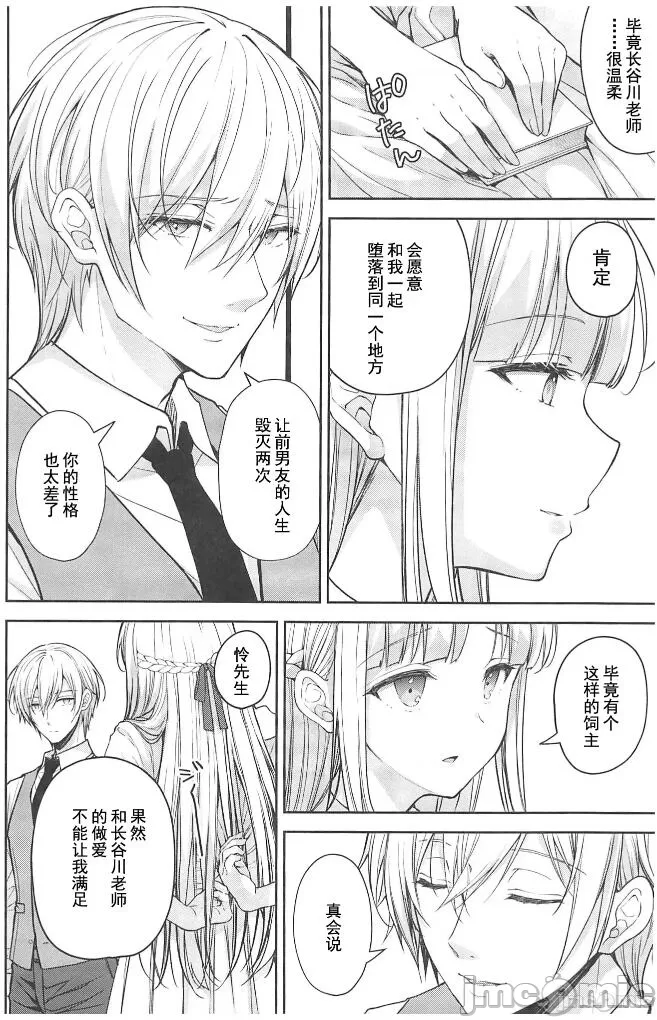 毕竟长谷川老师
……很温柔
ぱたん
肯定
会愿意
和我一起
堕落到同一个地方
让前男友的人生
毁灭两次
你的性格
也太差了
毕竟有个
这样的饲主
真会说
怜先生
果然
和长谷川老师
的做爱
不能让我满足
jmcomic